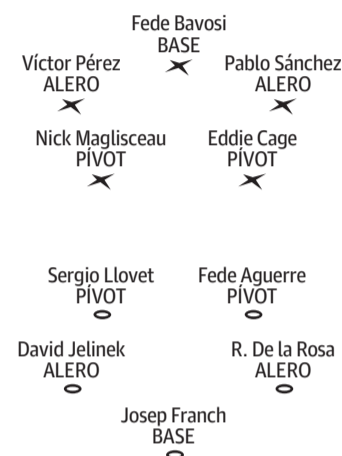 Fede Bavosi
BASE
Víctor Pérez
ALERO
Pablo Sánchez
ALERO
Nick Maglisceau
PÍVOT
Eddie Cage
PÍVOT
Sergio Llovet
PÍVOT
Fede Aguerre
PÍVOT
David Jelinek
ALERO
R. De la Rosa
ALERO
Josep Franch
BASE